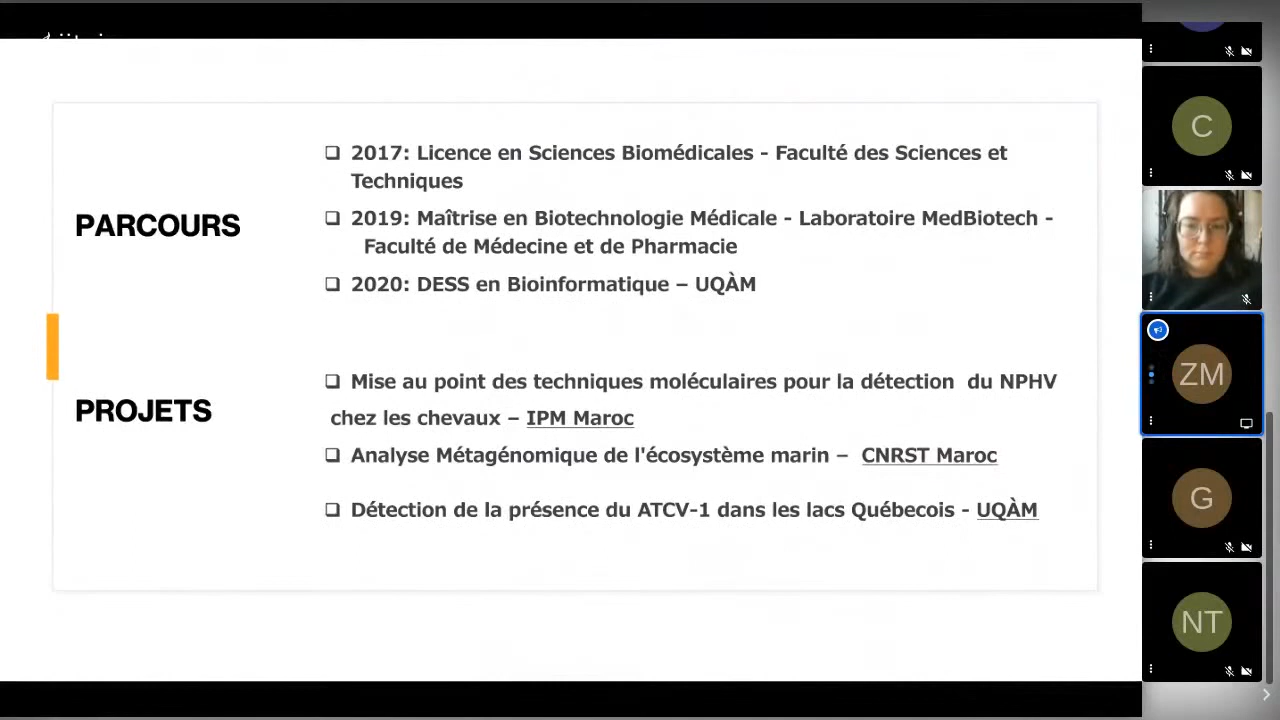 PARCOURS
❑ 2017: Licence en Sciences Biomédicales - Faculté des Sciences et
Techniques
❑ 2019: Maîtrise en Biotechnologie Médicale - Laboratoire MedBiotech -
Faculté de Médecine et de Pharmacie
❑ 2020: DESS en Bioinformatique – UQÀM
PROJETS
❑ Mise au point des techniques moléculaires pour la détection du NPHV
chez les chevaux – IPM Maroc
❑ Analyse Métagénomique de l'écosystème marin – CNRST Maroc
❑ Détection de la présence du ATCV-1 dans les lacs Québecois - UQÀM
C
ZM
G
NT